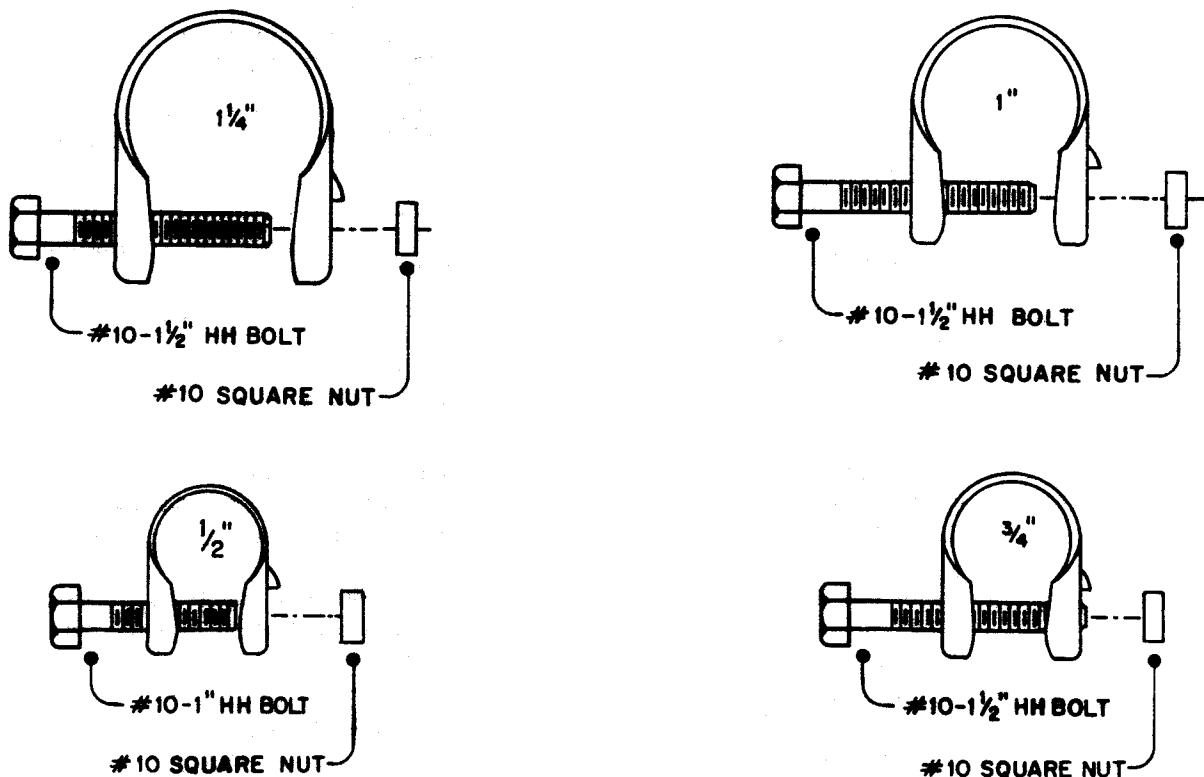 1¼"
#10-1½" HH BOLT
#10 SQUARE NUT
1"
#10-1½" HH BOLT
#10 SQUARE NUT
1/2"
#10-1" HH BOLT
#10 SQUARE NUT
¾"
#10-1½" HH BOLT
#10 SQUARE NUT